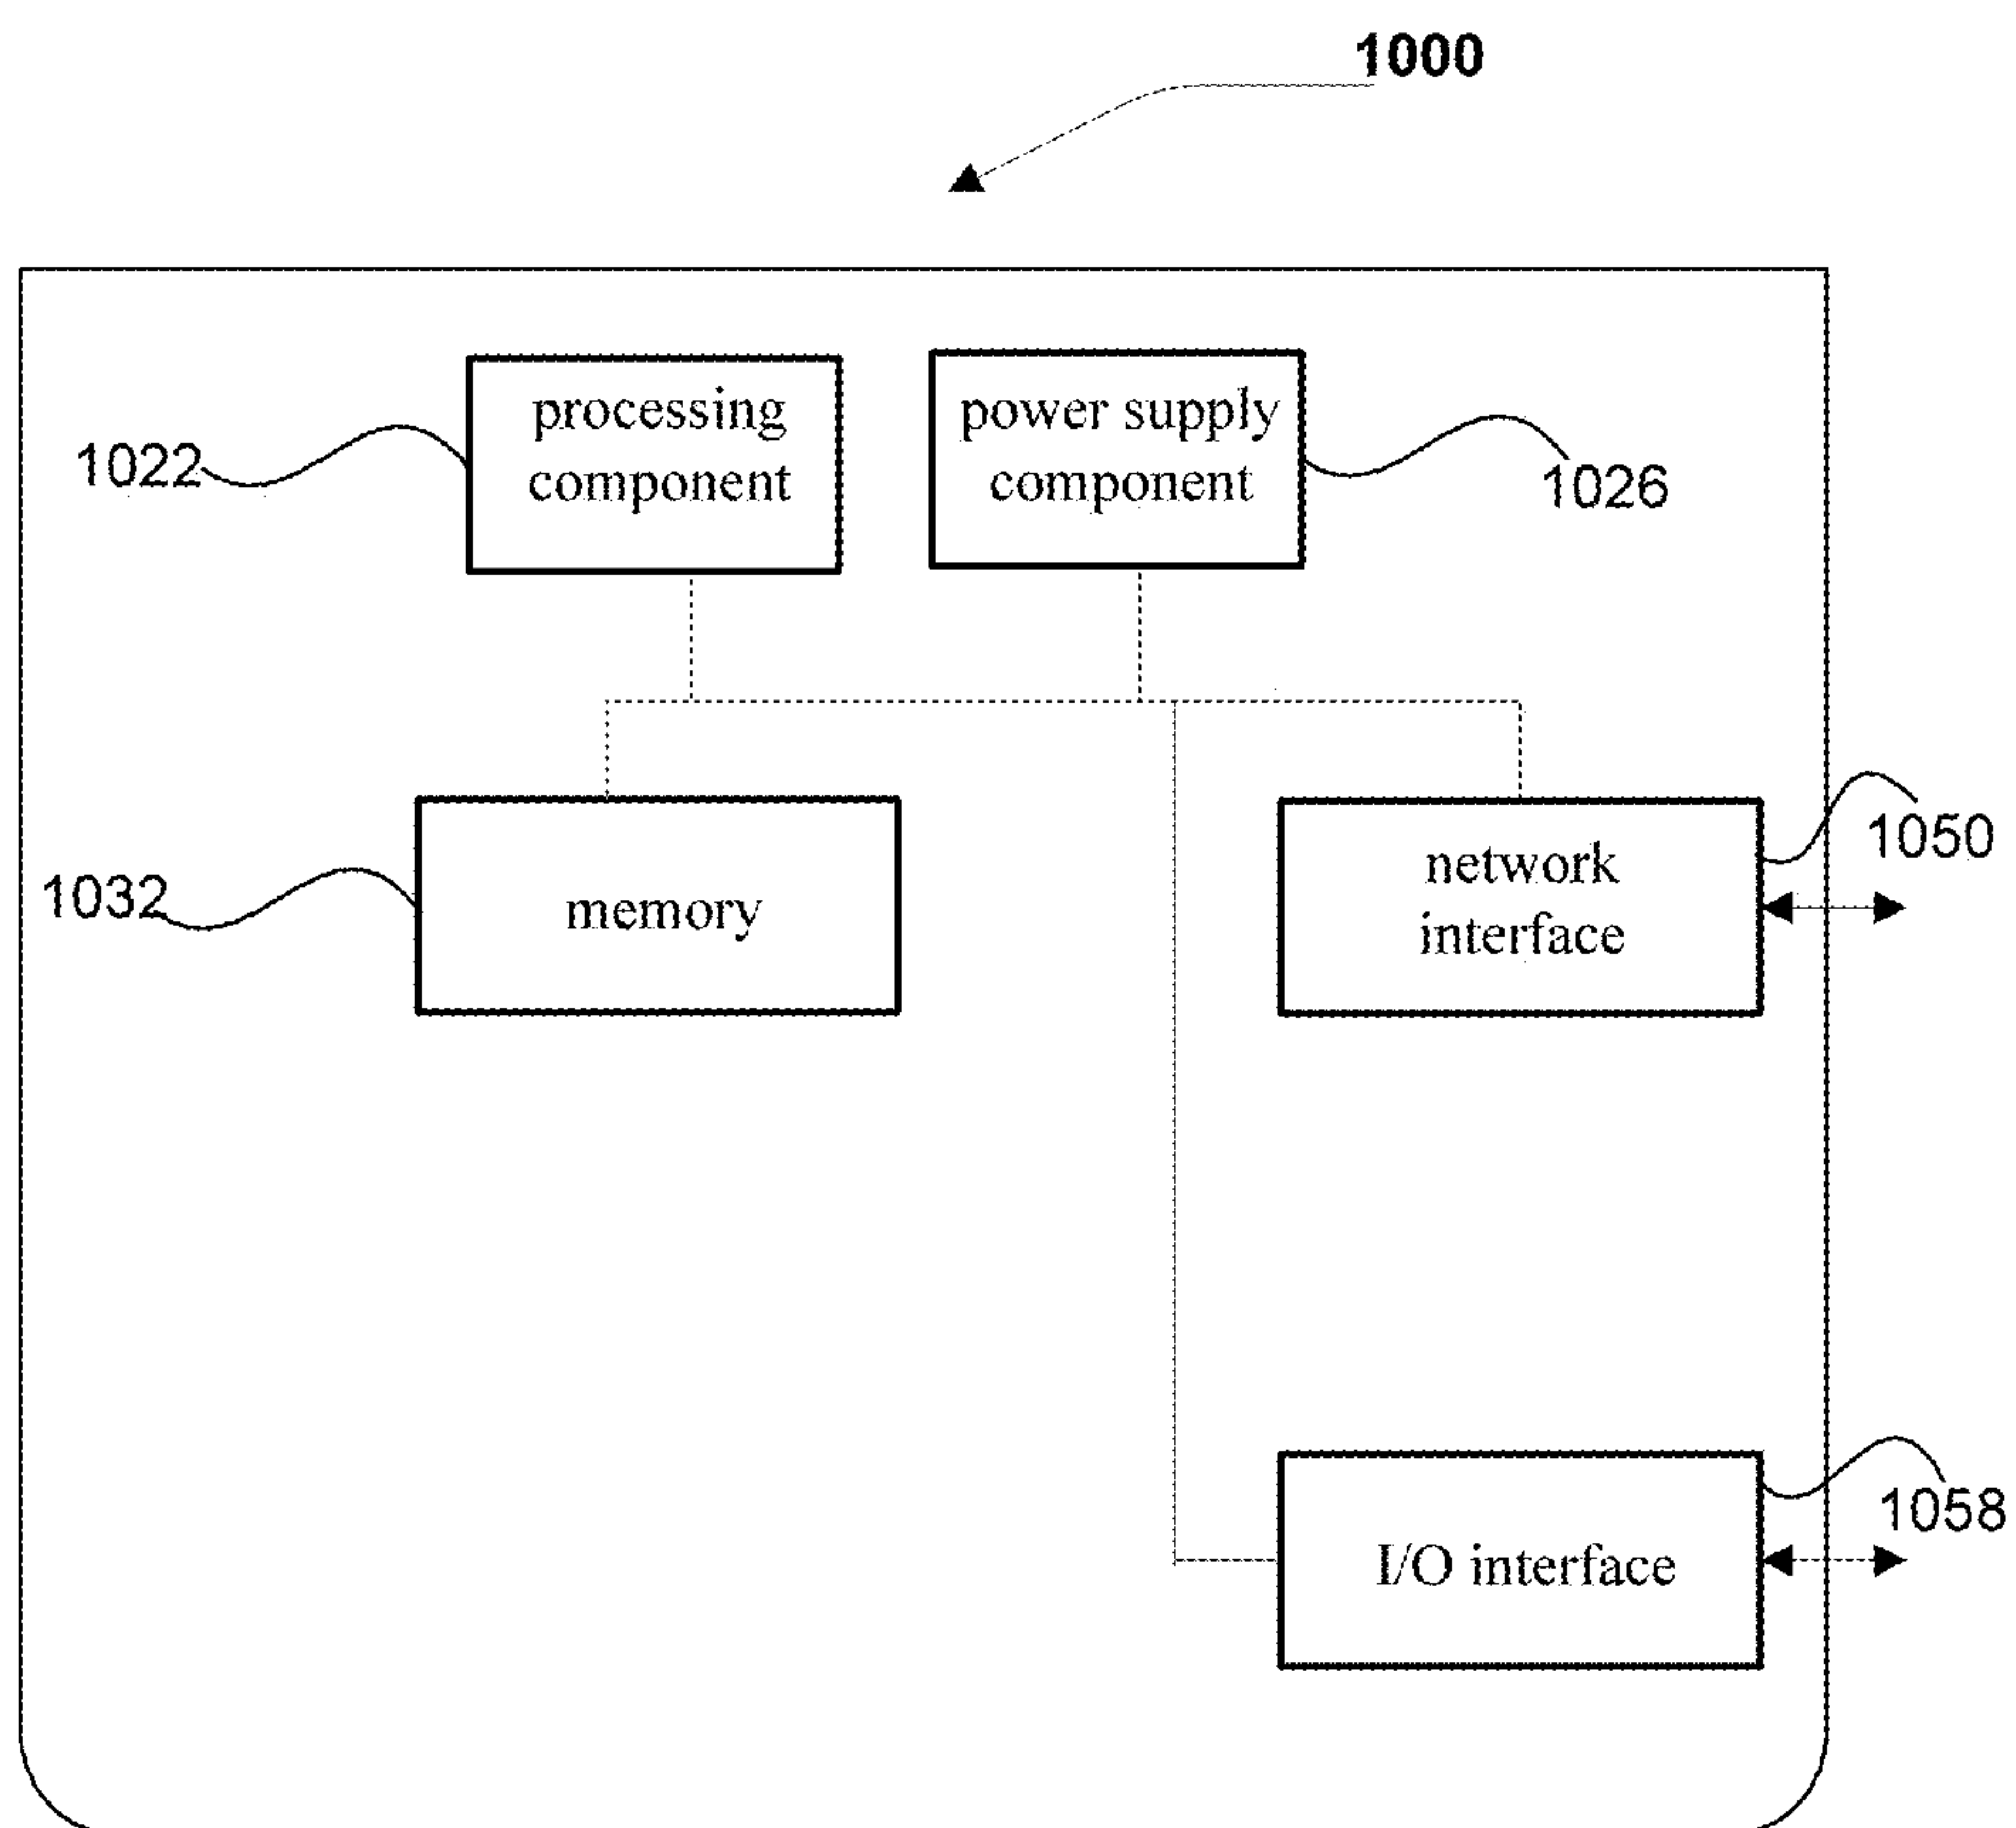 1000
processing
component
power supply
component
1022
1026
network
interface
1050
1032
memory
1058
I/O interface